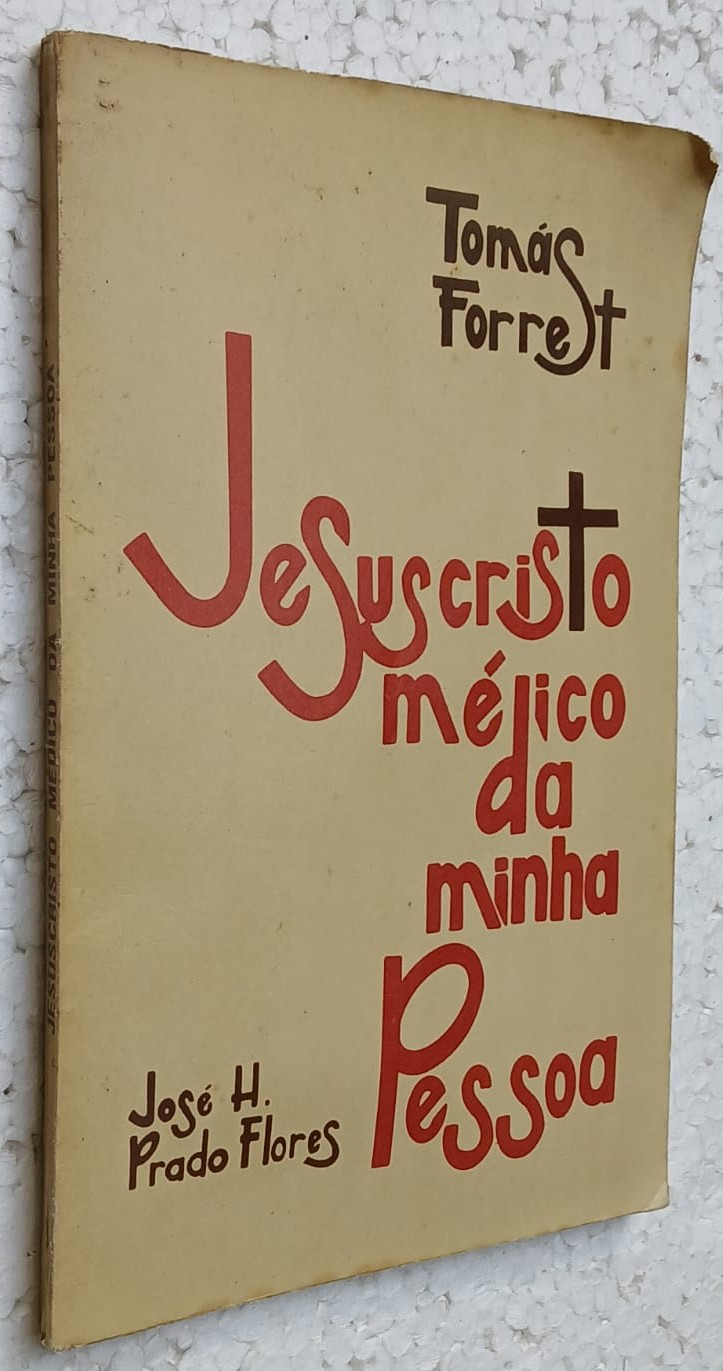 Tomás
Forrest
Jesuscristo
médico
da
minha
Pessoa
José H.
Prado Flores
JESUSCRISTO MÉDICO DA MINHA PESSOA